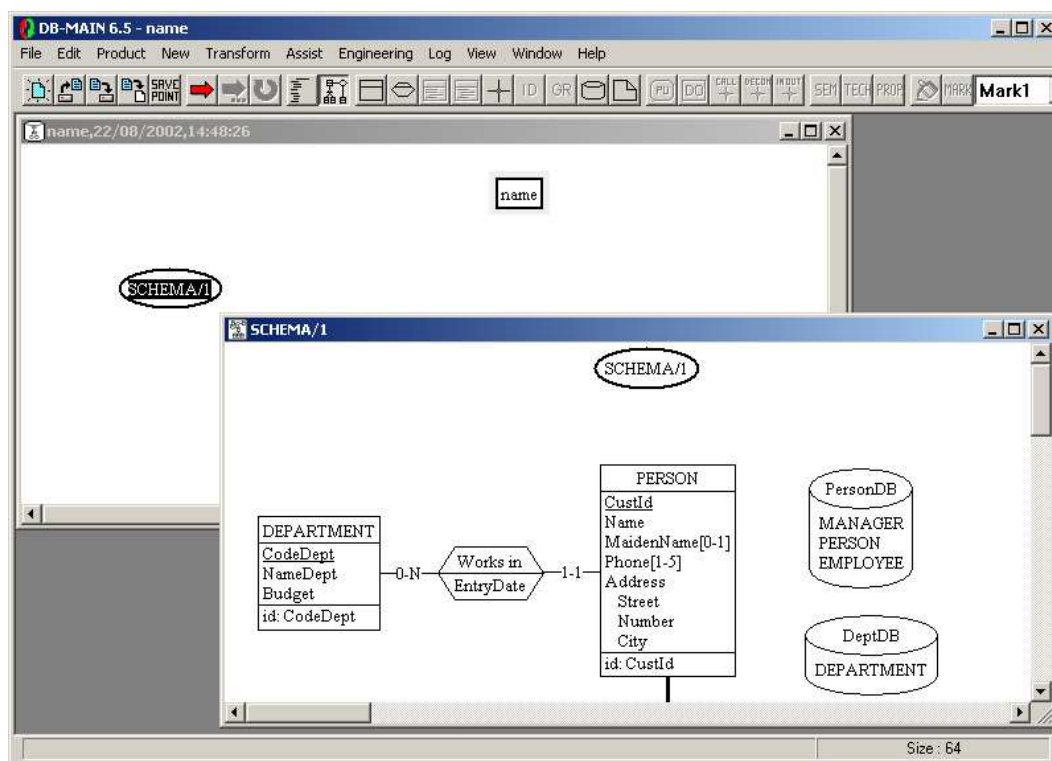 DB-MAIN 6.5 - name
File Edit Product New Transform Assist Engineering Log View Window Help
SAVE POINT ID GR PU DO CALL DECOM IN OUT SEM TECH PROP MARK Mark1
name,22/08/2002,14:48:26
name
SCHEMA/1
SCHEMA/1
SCHEMA/1
PERSON
CustId
Name
MaidenName[0-1]
Phone[1-5]
Address
Street
Number
City
id: CustId
DEPARTMENT
CodeDept
NameDept
Budget
id: CodeDept
0-N
Works in
EntryDate
1-1
PersonDB
MANAGER
PERSON
EMPLOYEE
DeptDB
DEPARTMENT
Size : 64